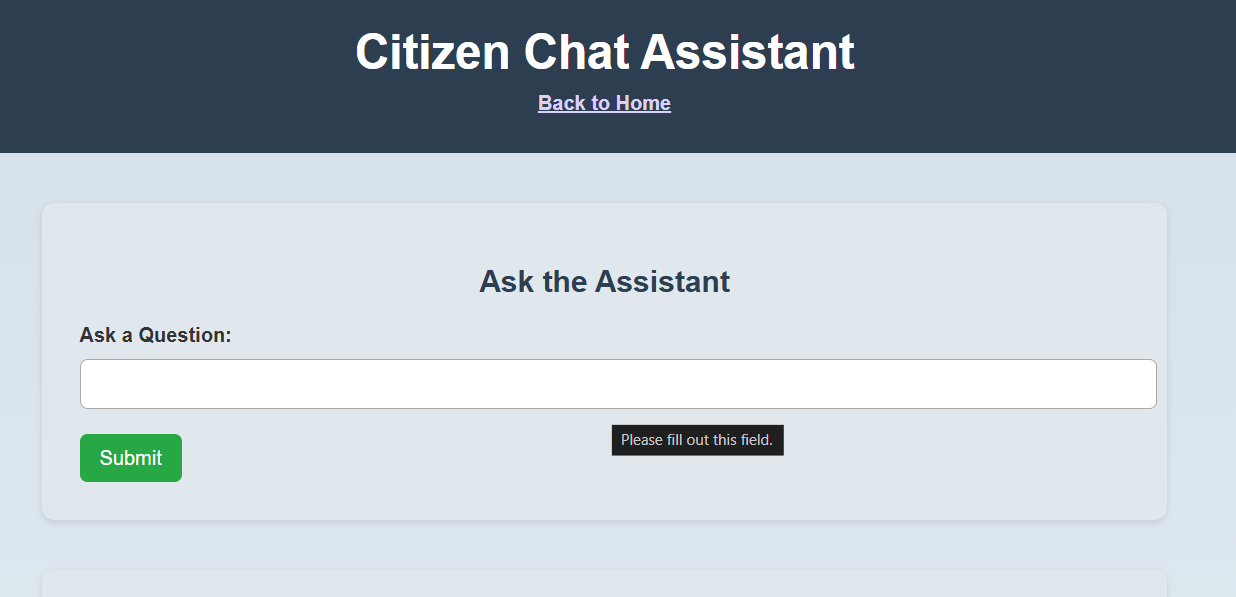 Citizen Chat Assistant
Back to Home
Ask the Assistant
Ask a Question:
Please fill out this field.
Submit